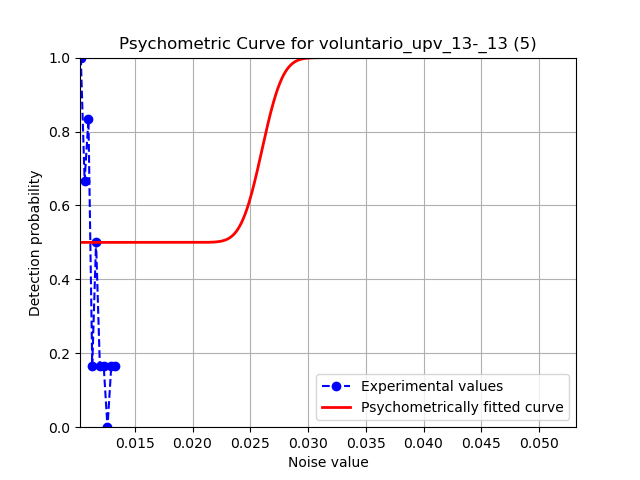 Psychometric Curve for voluntario_upv_13-_13 (5)
1.0
0.8
0.6
0.4
0.2
0.0
Detection probability
0.015 0.020 0.025 0.030 0.035 0.040 0.045 0.050
Noise value
Experimental values
Psychometrically fitted curve